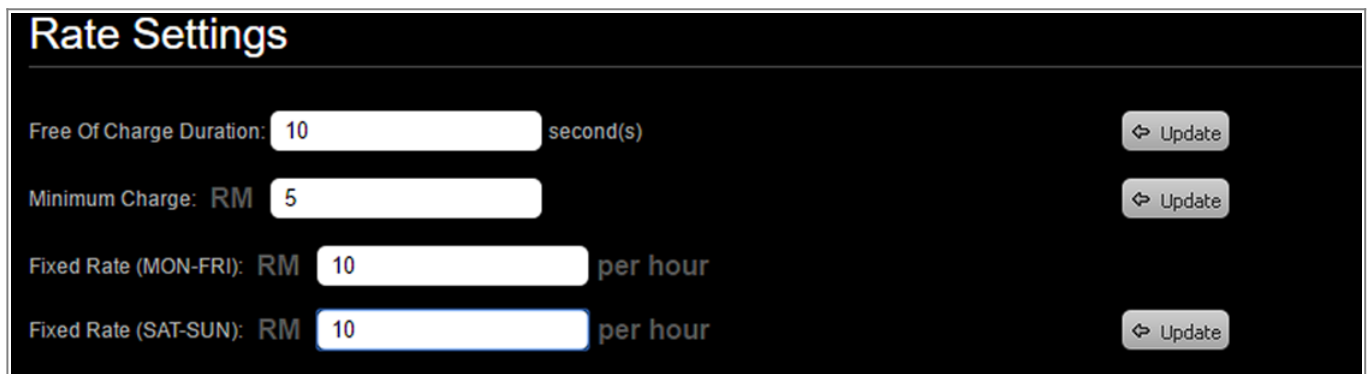 Rate Settings
Free Of Charge Duration: 10 second(s) Update
Minimum Charge: RM 5 Update
Fixed Rate (MON-FRI): RM 10 per hour
Fixed Rate (SAT-SUN): RM 10 per hour Update